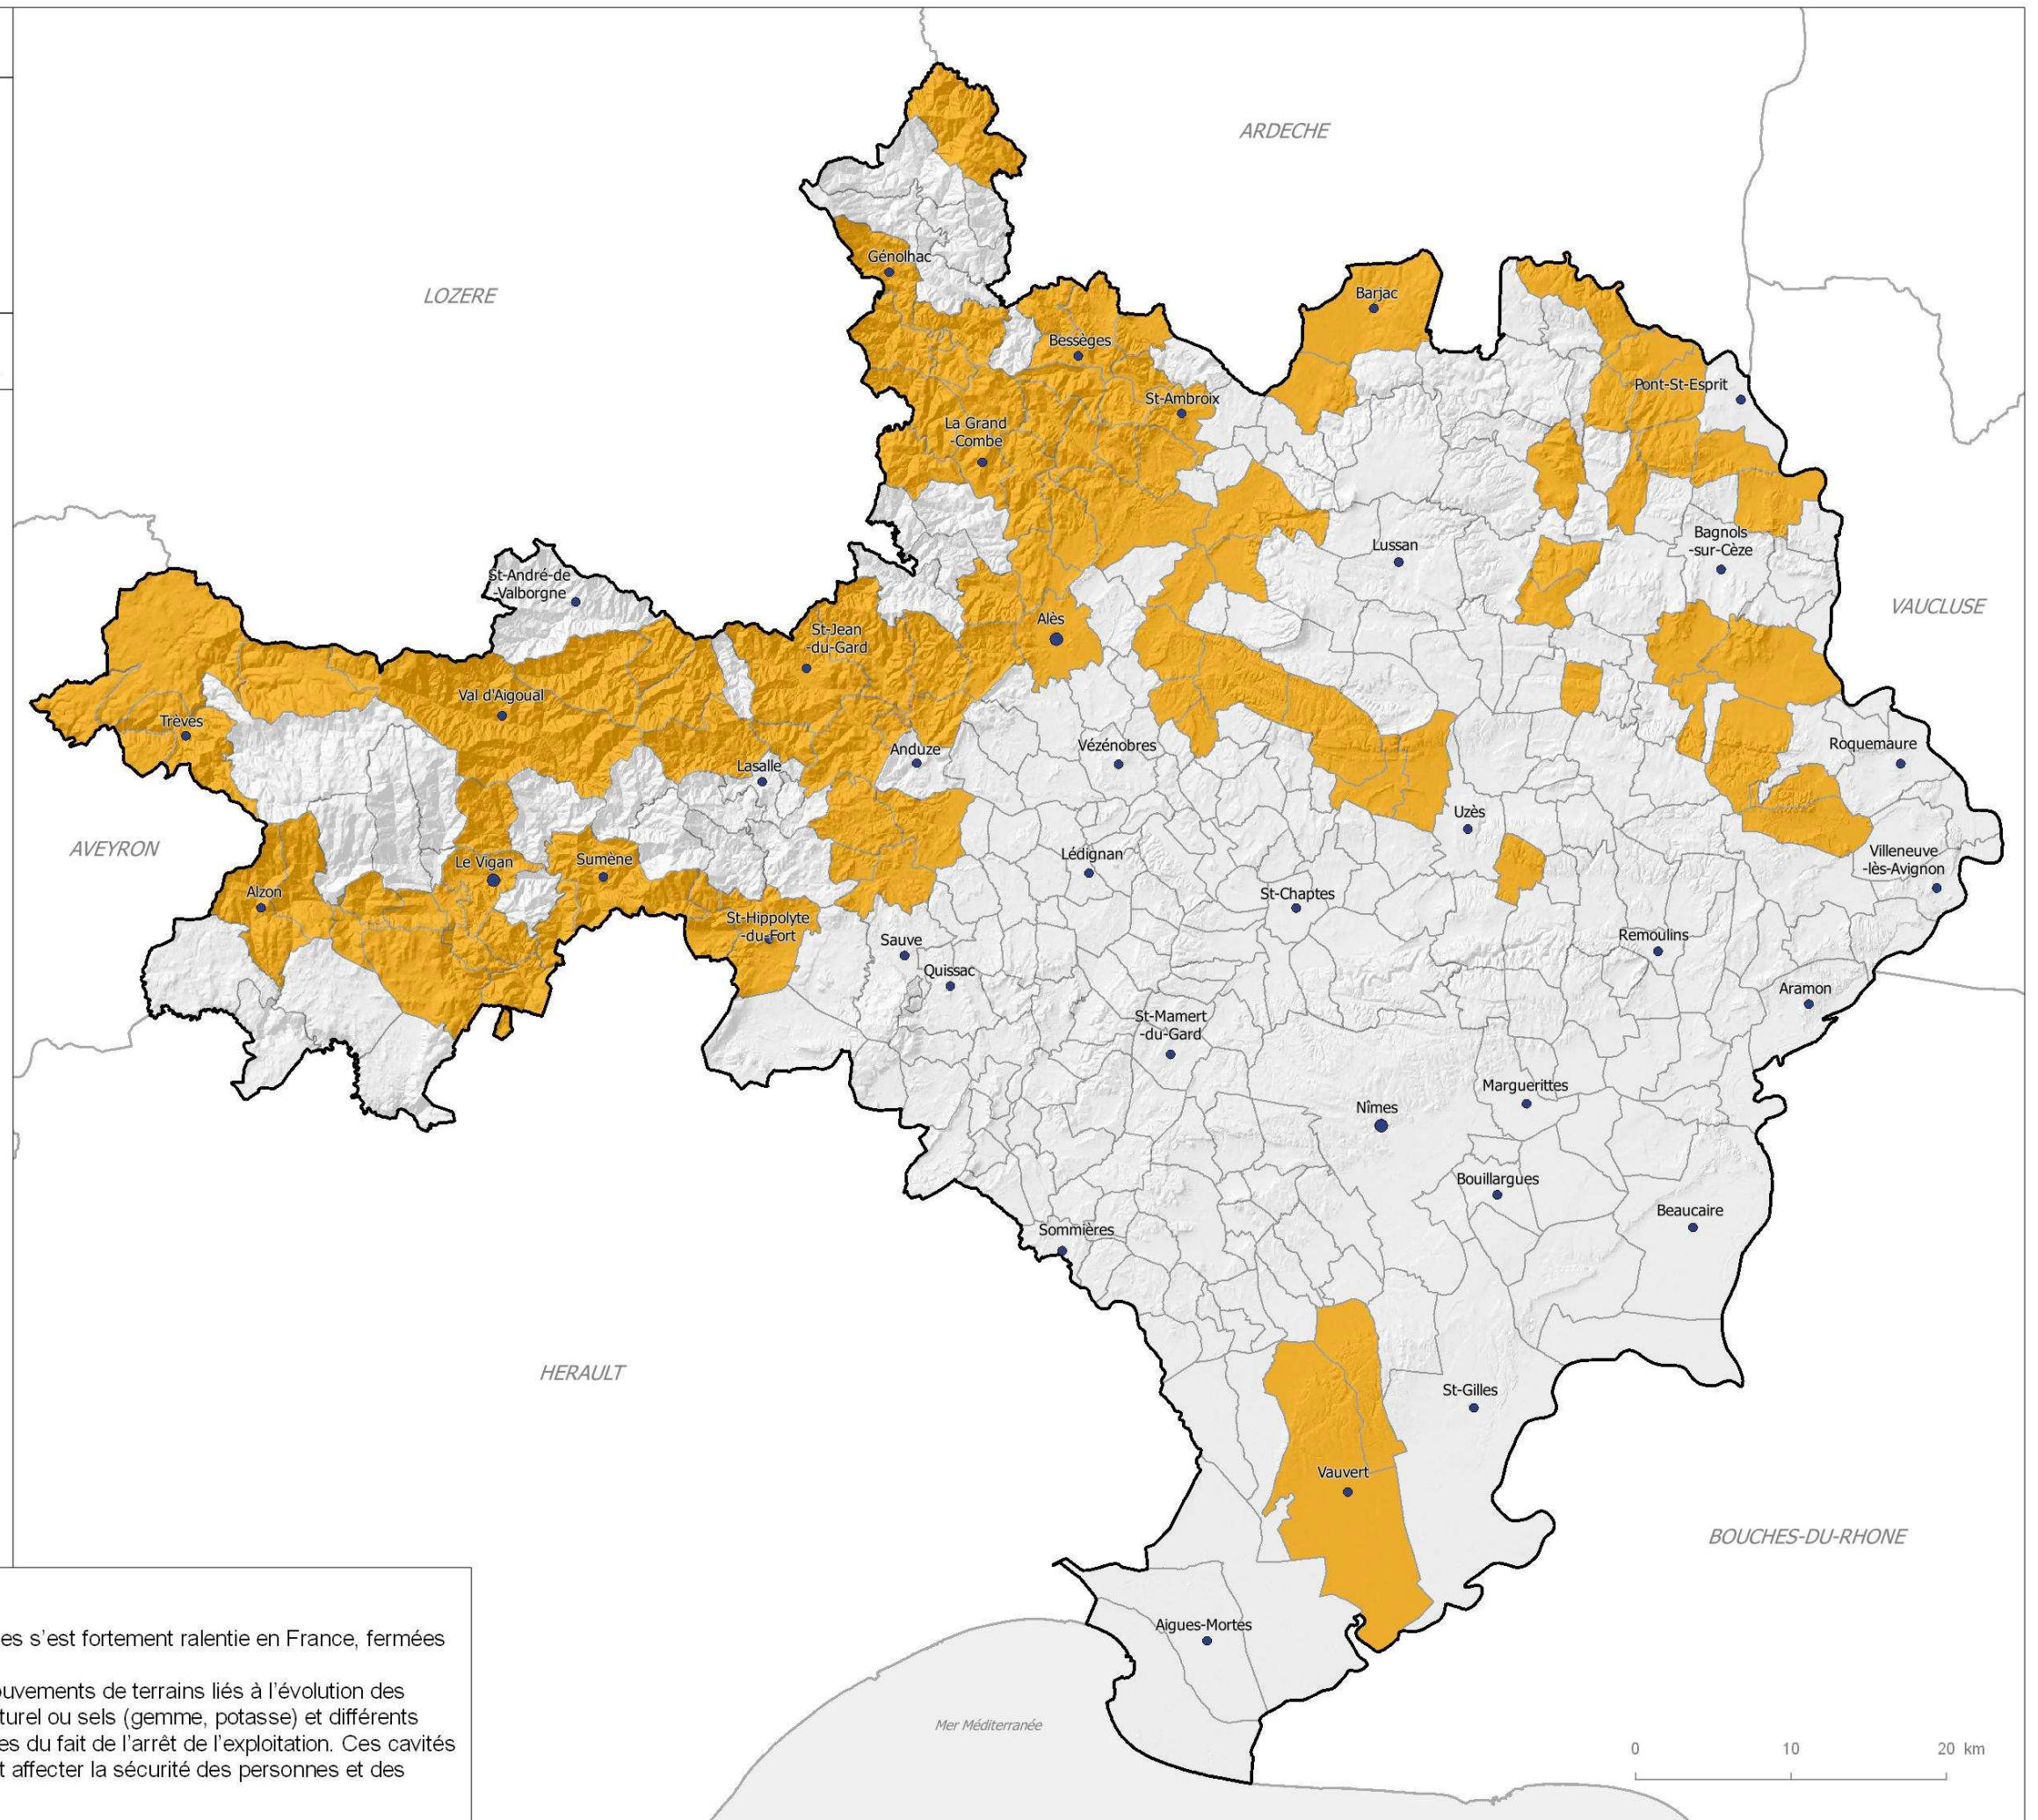 ARDECHE
LOZERE
Génolhac
Barjac
Bessèges
Pont-St-Esprit
St-Ambroix
La Grand
-Combe
Bagnols
-sur-Cèze
Lussan
St-André-de
-Valborgne
VAUCLUSE
Alès
St-Jean
-du-Gard
Val d'Aigoual
Trèves
Anduze
Vézénobres
Roquemaure
Lasalle
Uzès
AVEYRON
Le Vigan
Sumène
Lédignan
Villeneuve
-lès-Avignon
Alzon
St-Chaptes
St-Hippolyte
-du-Fort
Sauve
Remoulins
Quissac
Aramon
St-Mamert
-du-Gard
Marguerittes
Nîmes
Bouillargues
Beaucaire
Sommières
HERAULT
St-Gilles
Vauvert
BOUCHES-DU-RHONE
Aigues-Mortes
Mer Méditerranée
0 10 20 km
es s’est fortement ralentie en France, fermées
ouvements de terrains liés à l’évolution des
turel ou sels (gemme, potasse) et différents
es du fait de l’arrêt de l’exploitation. Ces cavités
t affecter la sécurité des personnes et des